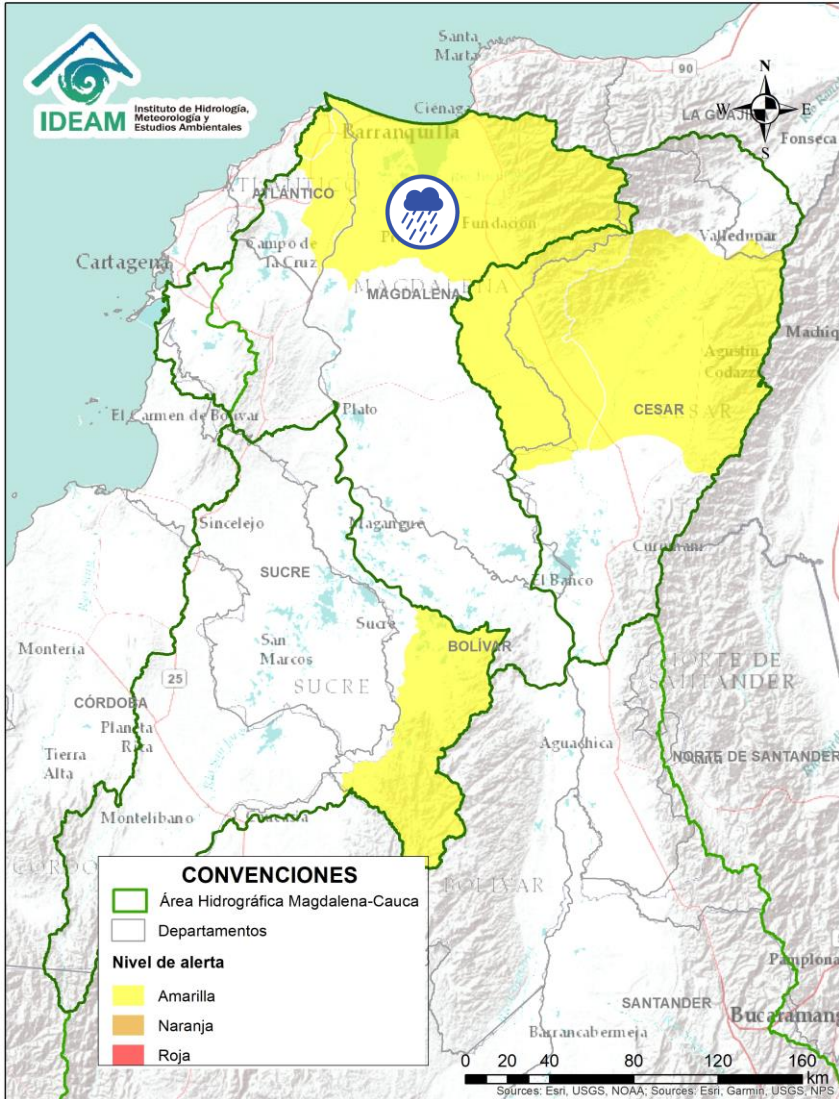 IDEAM
Instituto de Hidrología,
Meteorología y
Estudios Ambientales
Santa
Marta
90
N
W
E
S
LA GUAJIRA
Fonseca
Ciénaga
Barranquilla
ATLÁNTICO
ATLÁNTICO
Fundación
Valledupar
Campo de
la Cruz
Cartagena
MAGDALENA
MAGDALENA
Agustín
Codazzi
CESAR
CESAR
El Carmen de Bolívar
Plato
Sincelejo
Magangué
Curumaní
SUCRE
El Banco
Sucre
San
Marcos
BOLÍVAR
Montería
25
SUCRE
NORTE DE
SANTANDER
CÓRDOBA
Planeta
Rica
Aguachica
Tierra
Alta
NORTE DE SANTANDER
Montelíbano
BOLÍVAR
CONVENCIONES
Área Hidrográfica Magdalena-Cauca
Departamentos
Nivel de alerta
Amarilla
Naranja
Roja
Pamplona
SANTANDER
Bucaramang
Barrancabermeja
0 20 40 80 120 160
km
Sources: Esri, USGS, NOAA; Sources: Esri, Garmin, USGS, NPS